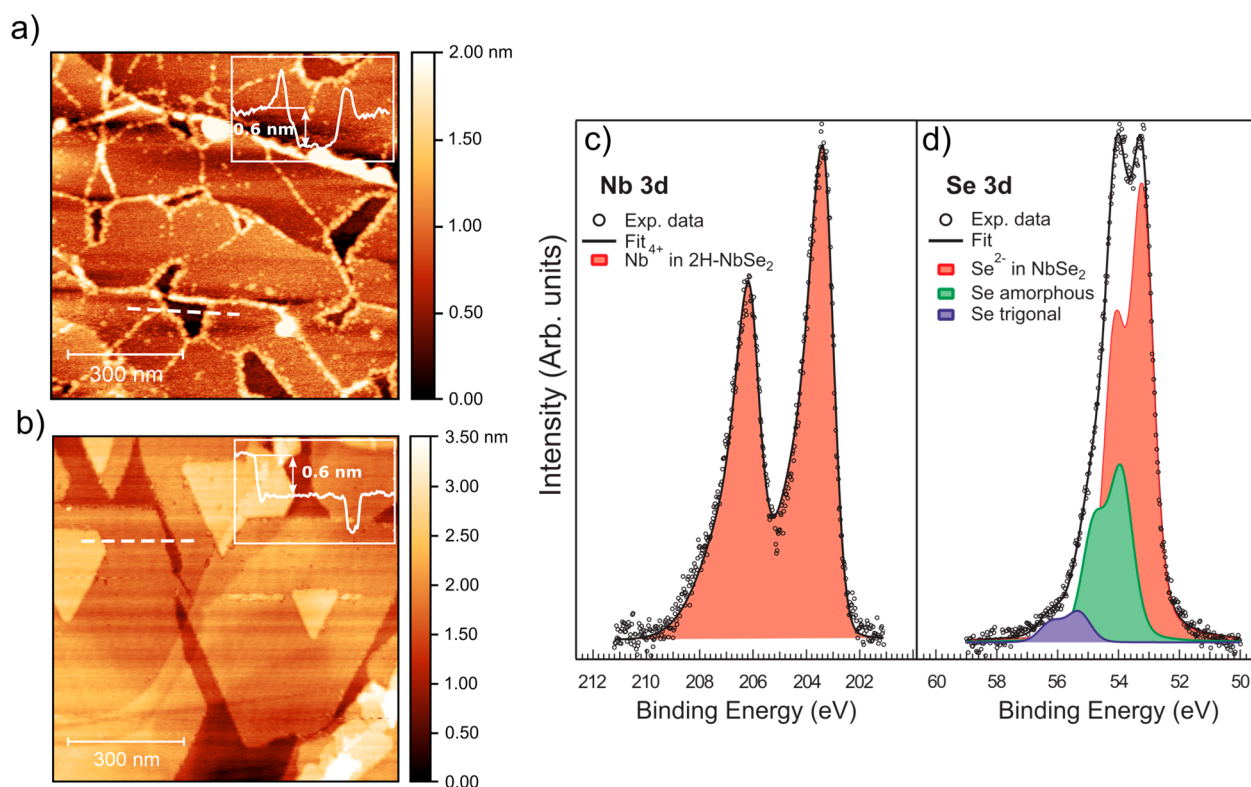 a)
2.00 nm
1.50
1.00
0.50
0.00
0.6 nm
300 nm
b)
3.50 nm
3.00
2.50
2.00
1.50
1.00
0.50
0.00
0.6 nm
300 nm
Intensity (Arb. units)
c)
Nb 3d
Exp. data
Fit
Nb⁴⁺ in 2H-NbSe₂
212 210 208 206 204 202
Binding Energy (eV)
d)
Se 3d
Exp. data
Fit
Se²⁻ in NbSe₂
Se amorphous
Se trigonal
60 58 56 54 52 50
Binding Energy (eV)